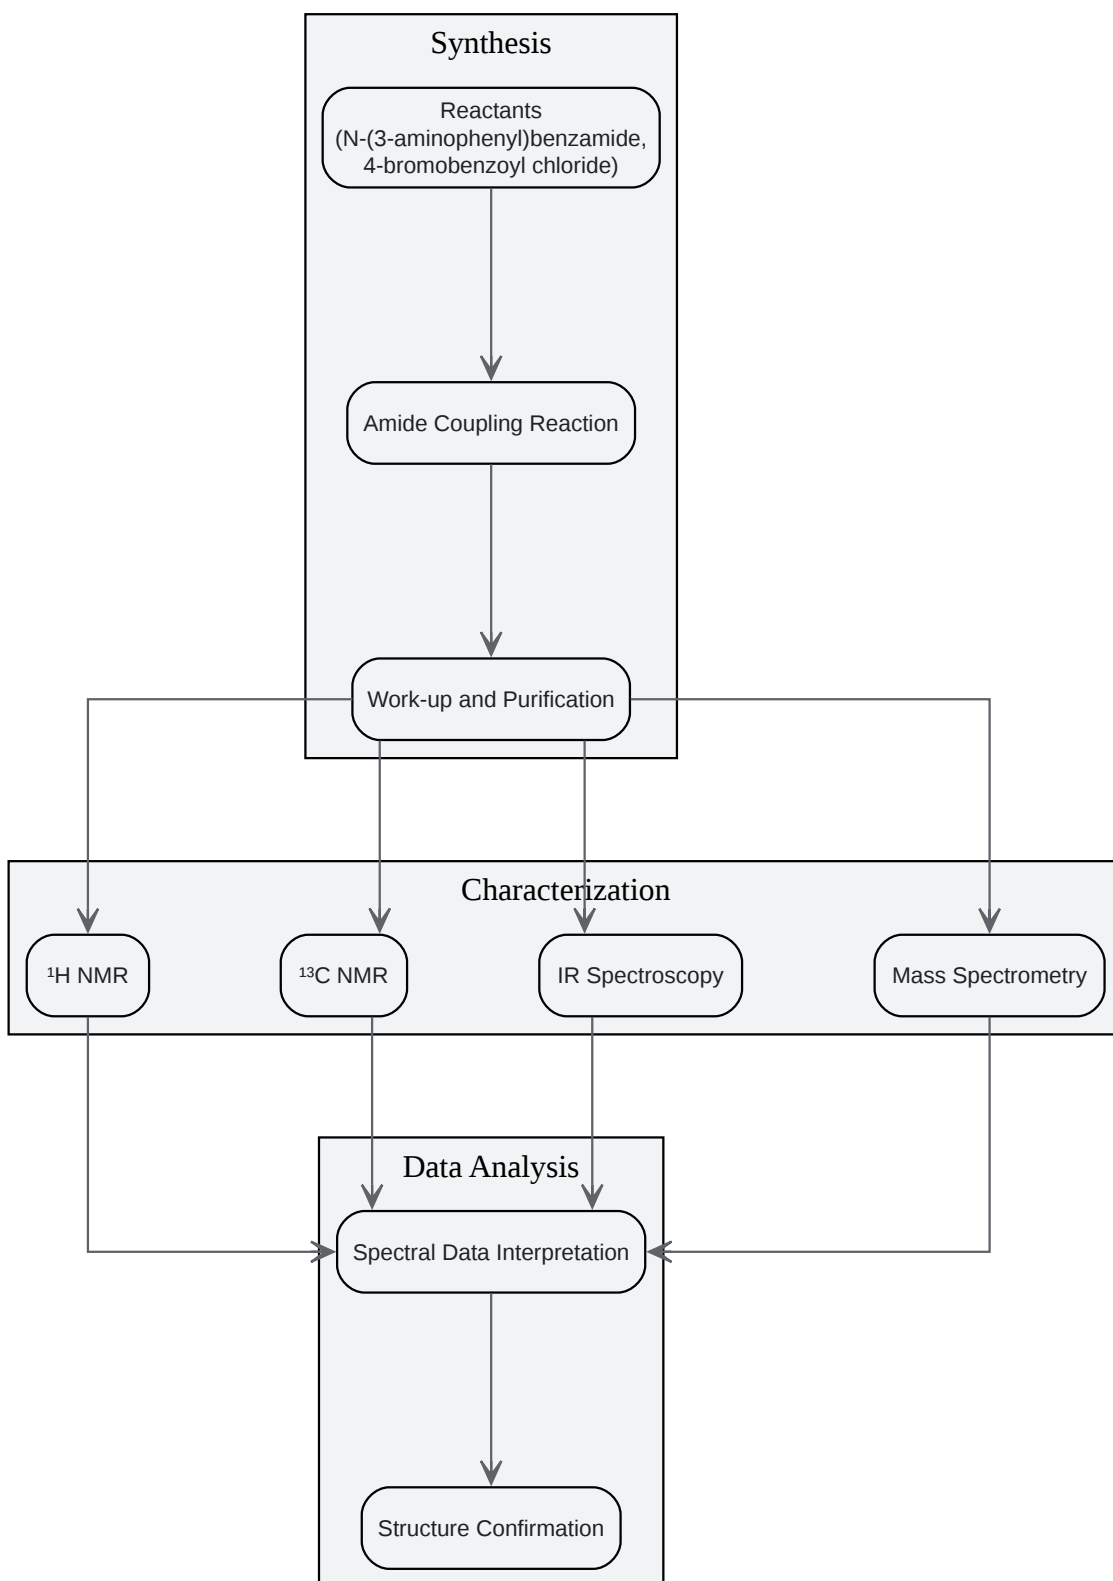 Synthesis
Reactants
(N-(3-aminophenyl)benzamide,
4-bromobenzoyl chloride)
Amide Coupling Reaction
Work-up and Purification
Characterization
¹H NMR
¹³C NMR
IR Spectroscopy
Mass Spectrometry
Data Analysis
Spectral Data Interpretation
Structure Confirmation